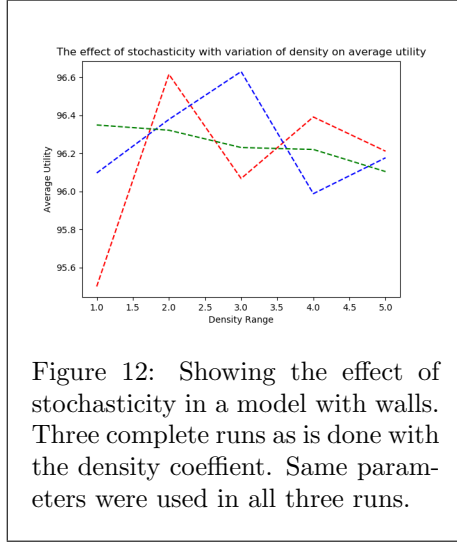 The effect of stochasticity with variation of density on average utility
96.6
96.4
96.2
96.0
95.8
95.6
Average Utility
1.0 1.5 2.0 2.5 3.0 3.5 4.0 4.5 5.0
Density Range
Figure 12: Showing the effect of
stochasticity in a model with walls.
Three complete runs as is done with
the density coeffient. Same param-
eters were used in all three runs.